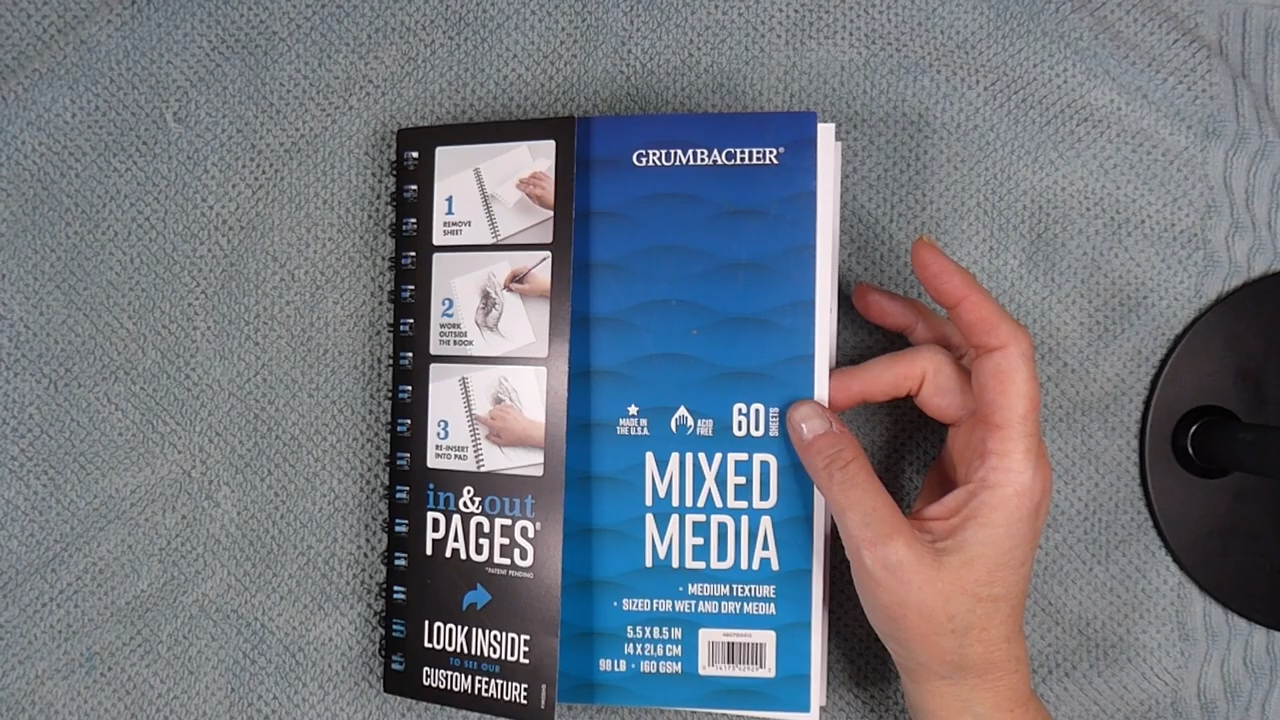 1
REMOVE
SHEET
2
WORK
OUTSIDE
THE BOOK
3
RE-INSERT
INTO PAD
in&out
PAGES®
*PATENT PENDING
LOOK INSIDE
TO SEE OUR
CUSTOM FEATURE
GRUMBACHER®
MADE IN
THE U.S.A.
ACID
FREE
60
SHEETS
MIXED
MEDIA
• MEDIUM TEXTURE
• SIZED FOR WET AND DRY MEDIA
5.5 X 8.5 IN
14 X 21,6 CM
98 LB • 160 GSM